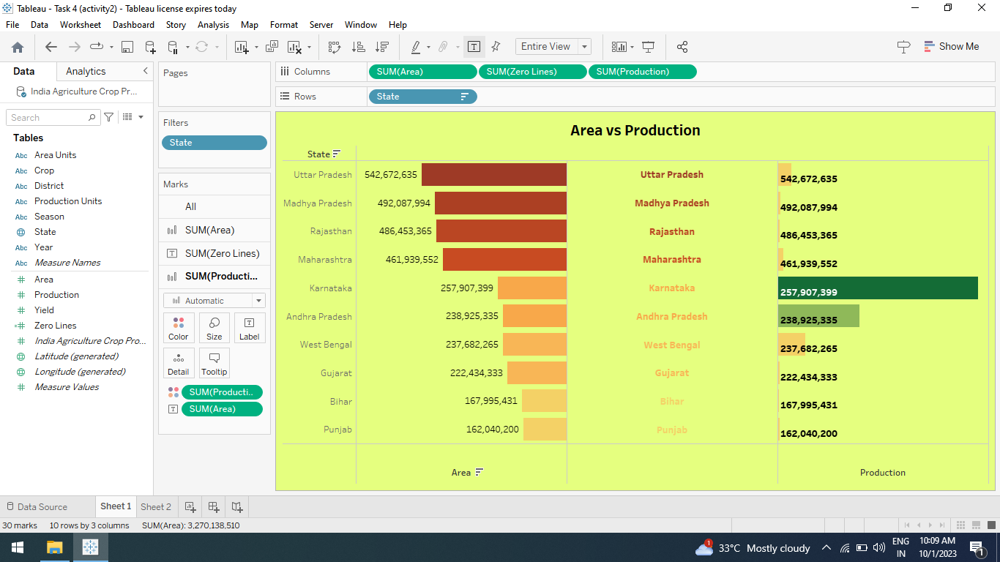 Tableau - Task 4 (activity2) - Tableau license expires today
File Data Worksheet Dashboard Story Analysis Map Format Server Window Help
Entire View
Show Me
Data Analytics
India Agriculture Crop Pr...
Search
Tables
Abc Area Units
Abc Crop
Abc District
Abc Production Units
Abc Season
State
Abc Year
Abc Measure Names
Area
Production
Yield
Zero Lines
India Agriculture Crop Pro...
Latitude (generated)
Longitude (generated)
Measure Values
Pages
Filters
State
Marks
All
SUM(Area)
SUM(Zero Lines)
SUM(Producti...
Automatic
Color Size Label
Detail Tooltip
SUM(Producti..
SUM(Area)
Columns SUM(Area) SUM(Zero Lines) SUM(Production)
Rows State
Area vs Production
State
Uttar Pradesh 542,672,635 Uttar Pradesh 542,672,635
Madhya Pradesh 492,087,994 Madhya Pradesh 492,087,994
Rajasthan 486,453,365 Rajasthan 486,453,365
Maharashtra 461,939,552 Maharashtra 461,939,552
Karnataka 257,907,399 Karnataka 257,907,399
Andhra Pradesh 238,925,335 Andhra Pradesh 238,925,335
West Bengal 237,682,265 West Bengal 237,682,265
Gujarat 222,434,333 Gujarat 222,434,333
Bihar 167,995,431 Bihar 167,995,431
Punjab 162,040,200 Punjab 162,040,200
Area Production
Data Source Sheet 1 Sheet 2
30 marks 10 rows by 3 columns SUM(Area): 3,270,138,510
1 33°C Mostly cloudy ENG 10:09 AM
IN 10/1/2023 1